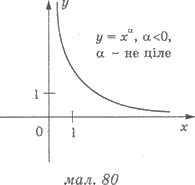 y
y = x^α, α<0,
α - не ціле
1
0 1 x
мал. 80